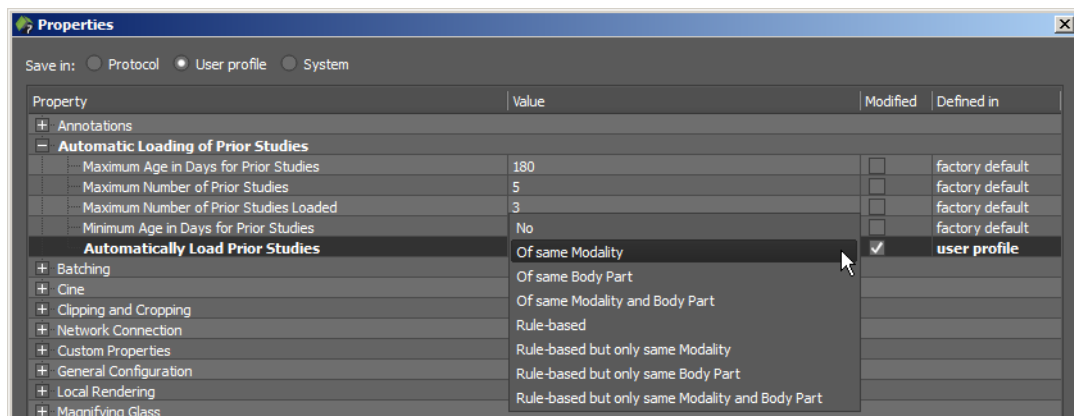 Properties
Save in: Protocol User profile System
Property Value Modified Defined in
Annotations
Automatic Loading of Prior Studies
Maximum Age in Days for Prior Studies 180 factory default
Maximum Number of Prior Studies 5 factory default
Maximum Number of Prior Studies Loaded 3 factory default
Minimum Age in Days for Prior Studies No factory default
Automatically Load Prior Studies Of same Modality user profile
Batching Of same Body Part
Cine
Clipping and Cropping Of same Modality and Body Part
Network Connection Rule-based
Custom Properties Rule-based but only same Modality
General Configuration Rule-based but only same Body Part
Local Rendering Rule-based but only same Modality and Body Part
Magnifying Glass